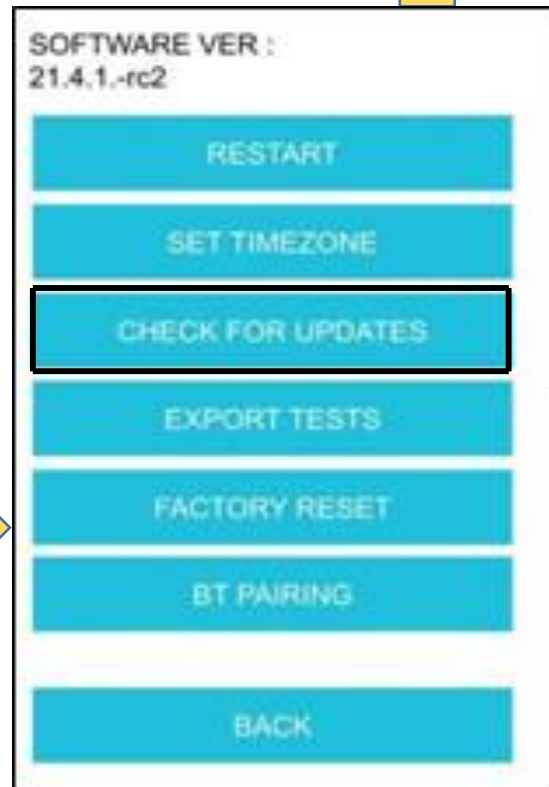 SOFTWARE VER :
21.4.1.-rc2
RESTART
SET TIMEZONE
CHECK FOR UPDATES
EXPORT TESTS
FACTORY RESET
BT PAIRING
BACK